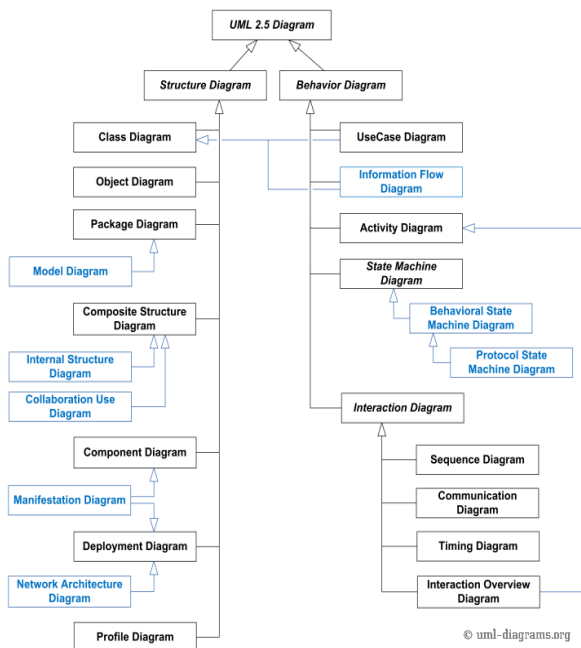 UML 2.5 Diagram
Structure Diagram
Behavior Diagram
Class Diagram
UseCase Diagram
Object Diagram
Information Flow
Diagram
Package Diagram
Activity Diagram
Model Diagram
State Machine
Diagram
Composite Structure
Diagram
Behavioral State
Machine Diagram
Internal Structure
Diagram
Protocol State
Machine Diagram
Collaboration Use
Diagram
Interaction Diagram
Component Diagram
Sequence Diagram
Manifestation Diagram
Communication
Diagram
Deployment Diagram
Timing Diagram
Network Architecture
Diagram
Interaction Overview
Diagram
Profile Diagram
© uml-diagrams.org